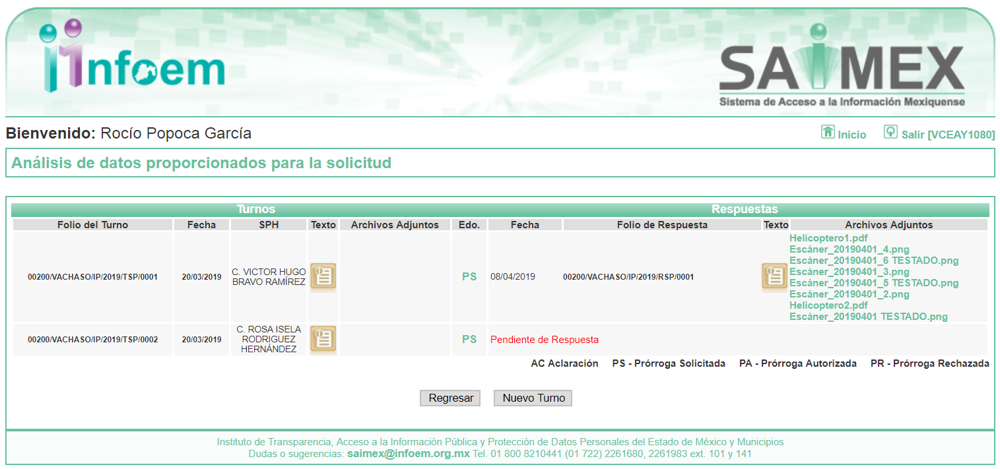 infoem
SAIMEX
Sistema de Acceso a la Información Mexiquense
Bienvenido: Rocío Popoca García
Inicio Salir [VCEAY1080]
Análisis de datos proporcionados para la solicitud
Turnos Respuestas
Folio del Turno Fecha SPH Texto Archivos Adjuntos Edo. Fecha Folio de Respuesta Texto Archivos Adjuntos
00200/VACHASO/IP/2019/TSP/0001 20/03/2019 C. VICTOR HUGO
BRAVO RAMÍREZ PS 08/04/2019 00200/VACHASO/IP/2019/RSP/0001
Helicoptero1.pdf
Escáner_20190401_4.png
Escáner_20190401_6 TESTADO.png
Escáner_20190401_3.png
Escáner_20190401_5 TESTADO.png
Escáner_20190401_2.png
Helicoptero2.pdf
Escáner_20190401 TESTADO.png
00200/VACHASO/IP/2019/TSP/0002 20/03/2019 C. ROSA ISELA
RODRIGUEZ
HERNÁNDEZ PS Pendiente de Respuesta
AC Aclaración PS - Prórroga Solicitada PA - Prórroga Autorizada PR - Prórroga Rechazada
Regresar Nuevo Turno
Instituto de Transparencia, Acceso a la Información Pública y Protección de Datos Personales del Estado de México y Municipios
Dudas o sugerencias: saimex@infoem.org.mx Tel. 01 800 8210441 (01 722) 2261680, 2261983 ext. 101 y 141